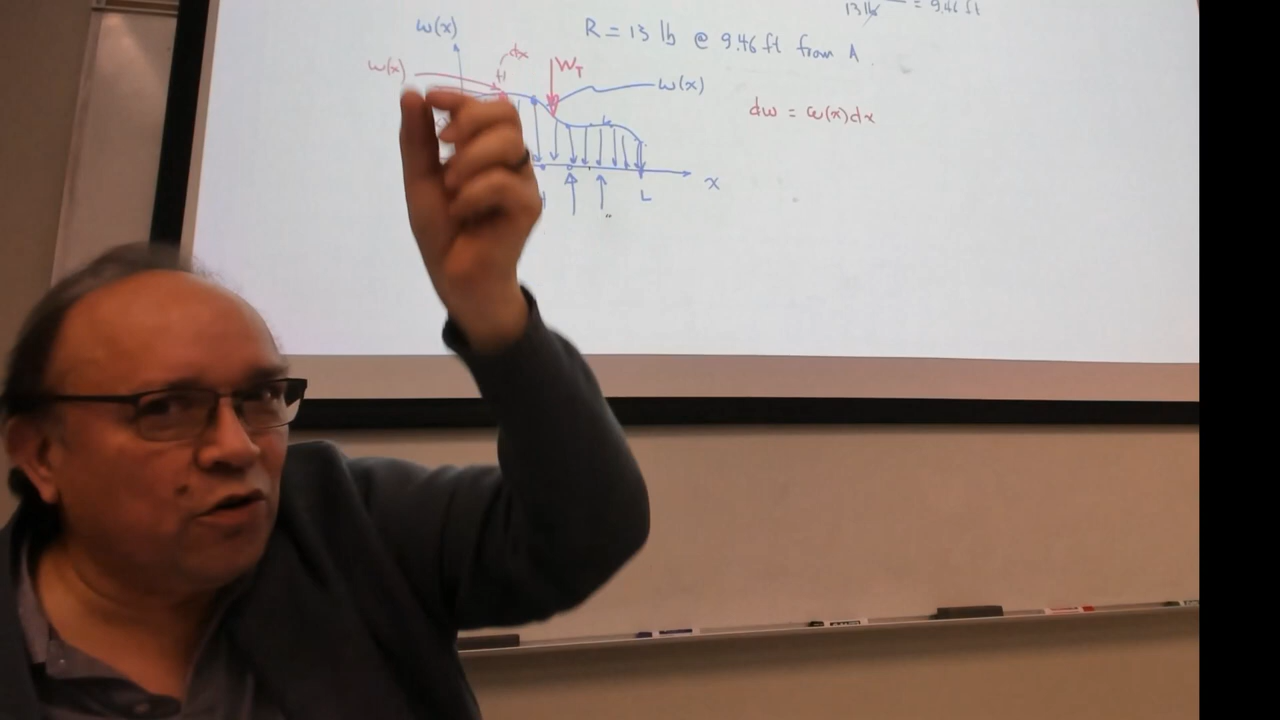 13 lb = 9.46 ft
R = 13 lb @ 9.46 ft from A
w(x)
w(x)
dx
W_T
w(x)
dw = w(x)dx
x
L